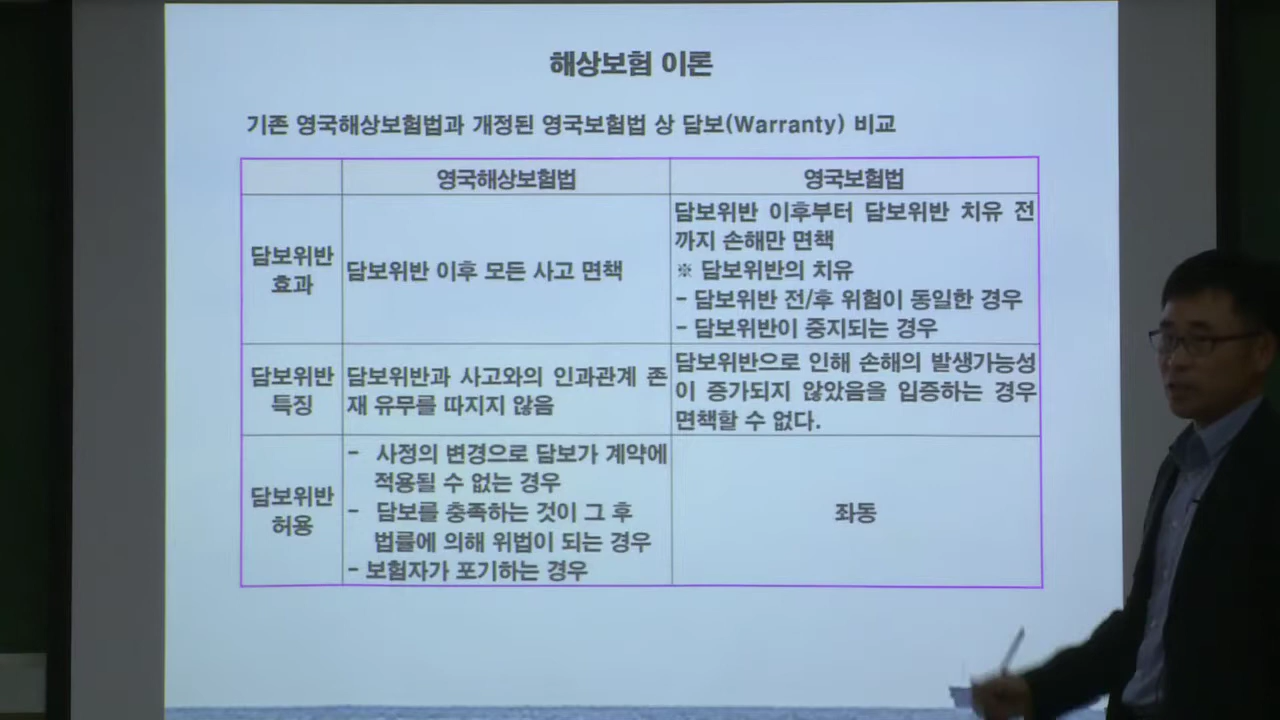 해상보험 이론
기존 영국해상보험법과 개정된 영국보험법 상 담보(Warranty) 비교
영국해상보험법
영국보험법
담보위반
효과
담보위반 이후 모든 사고 면책
담보위반 이후부터 담보위반 치유 전
까지 손해만 면책
※ 담보위반의 치유
- 담보위반 전/후 위험이 동일한 경우
- 담보위반이 중지되는 경우
담보위반
특징
담보위반과 사고와의 인과관계 존
재 유무를 따지지 않음
담보위반으로 인해 손해의 발생가능성
이 증가되지 않았음을 입증하는 경우
면책할 수 없다.
담보위반
허용
- 사정의 변경으로 담보가 계약에
적용될 수 없는 경우
- 담보를 충족하는 것이 그 후
법률에 의해 위법이 되는 경우
- 보험자가 포기하는 경우
좌동